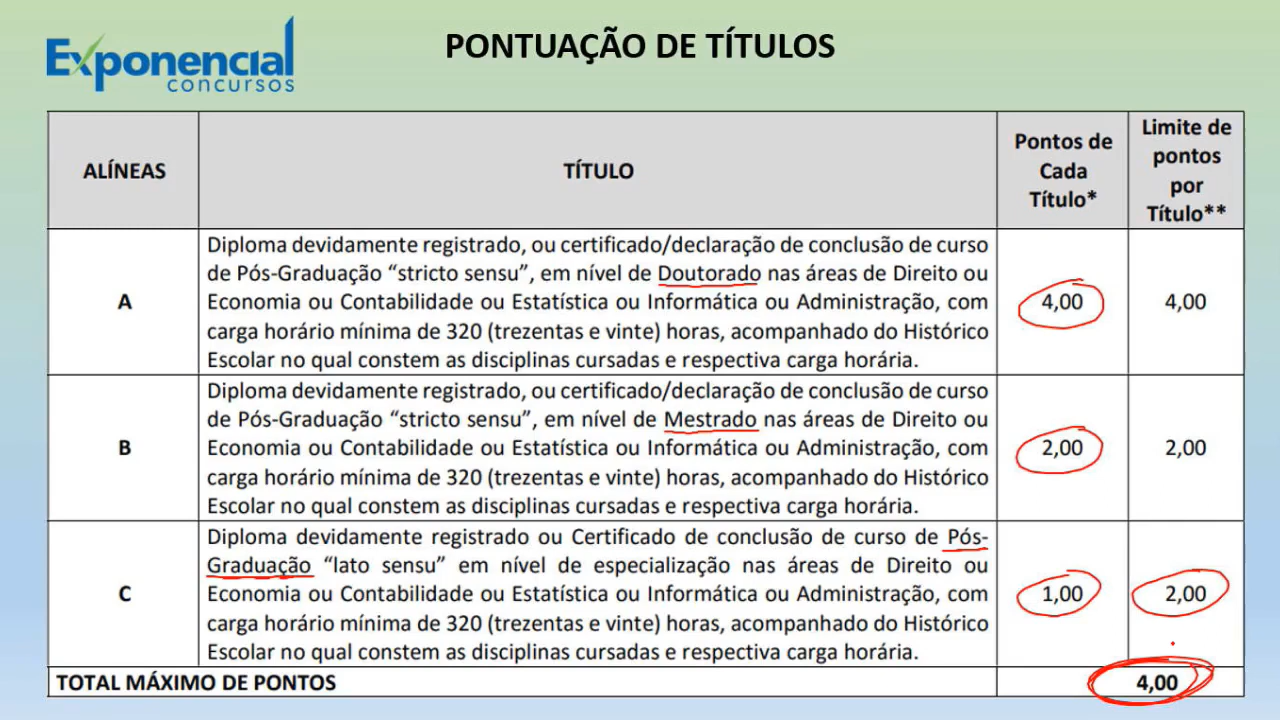 Exponencial
concursos
PONTUAÇÃO DE TÍTULOS
ALÍNEAS
TÍTULO
Pontos de
Cada
Título*
Limite de
pontos
por
Título**
A
Diploma devidamente registrado, ou certificado/declaração de conclusão de curso
de Pós-Graduação “stricto sensu”, em nível de Doutorado nas áreas de Direito ou
Economia ou Contabilidade ou Estatística ou Informática ou Administração, com
carga horário mínima de 320 (trezentas e vinte) horas, acompanhado do Histórico
Escolar no qual constem as disciplinas cursadas e respectiva carga horária.
4,00
4,00
B
Diploma devidamente registrado, ou certificado/declaração de conclusão de curso
de Pós-Graduação “stricto sensu”, em nível de Mestrado nas áreas de Direito ou
Economia ou Contabilidade ou Estatística ou Informática ou Administração, com
carga horário mínima de 320 (trezentas e vinte) horas, acompanhado do Histórico
Escolar no qual constem as disciplinas cursadas e respectiva carga horária.
2,00
2,00
C
Diploma devidamente registrado ou Certificado de conclusão de curso de Pós-
Graduação “lato sensu” em nível de especialização nas áreas de Direito ou
Economia ou Contabilidade ou Estatística ou Informática ou Administração, com
carga horário mínima de 320 (trezentas e vinte) horas, acompanhado do Histórico
Escolar no qual constem as disciplinas cursadas e respectiva carga horária.
1,00
2,00
TOTAL MÁXIMO DE PONTOS
4,00